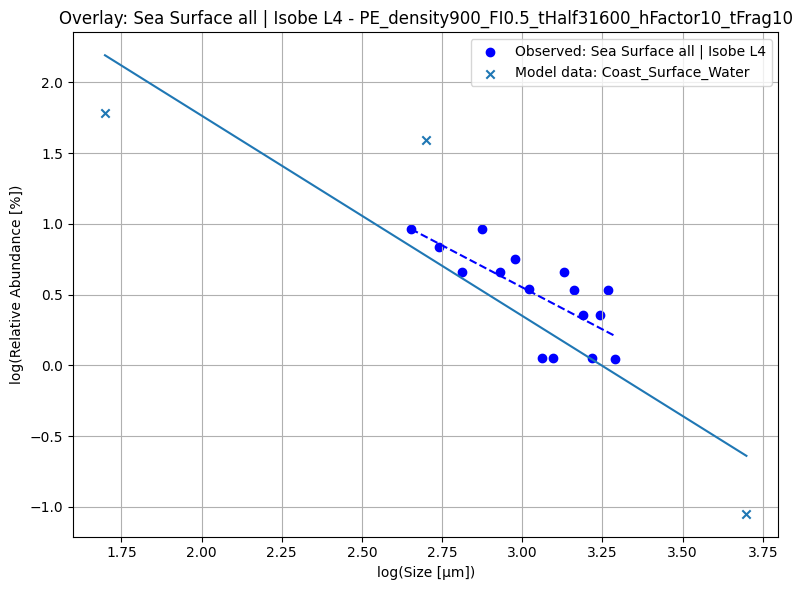 Overlay: Sea Surface all | Isobe L4 - PE_density900_FI0.5_tHalf31600_hFactor10_tFrag10
Observed: Sea Surface all | Isobe L4
Model data: Coast_Surface_Water
log(Relative Abundance [%])
2.0
1.5
1.0
0.5
0.0
−0.5
−1.0
1.75 2.00 2.25 2.50 2.75 3.00 3.25 3.50 3.75
log(Size [μm])